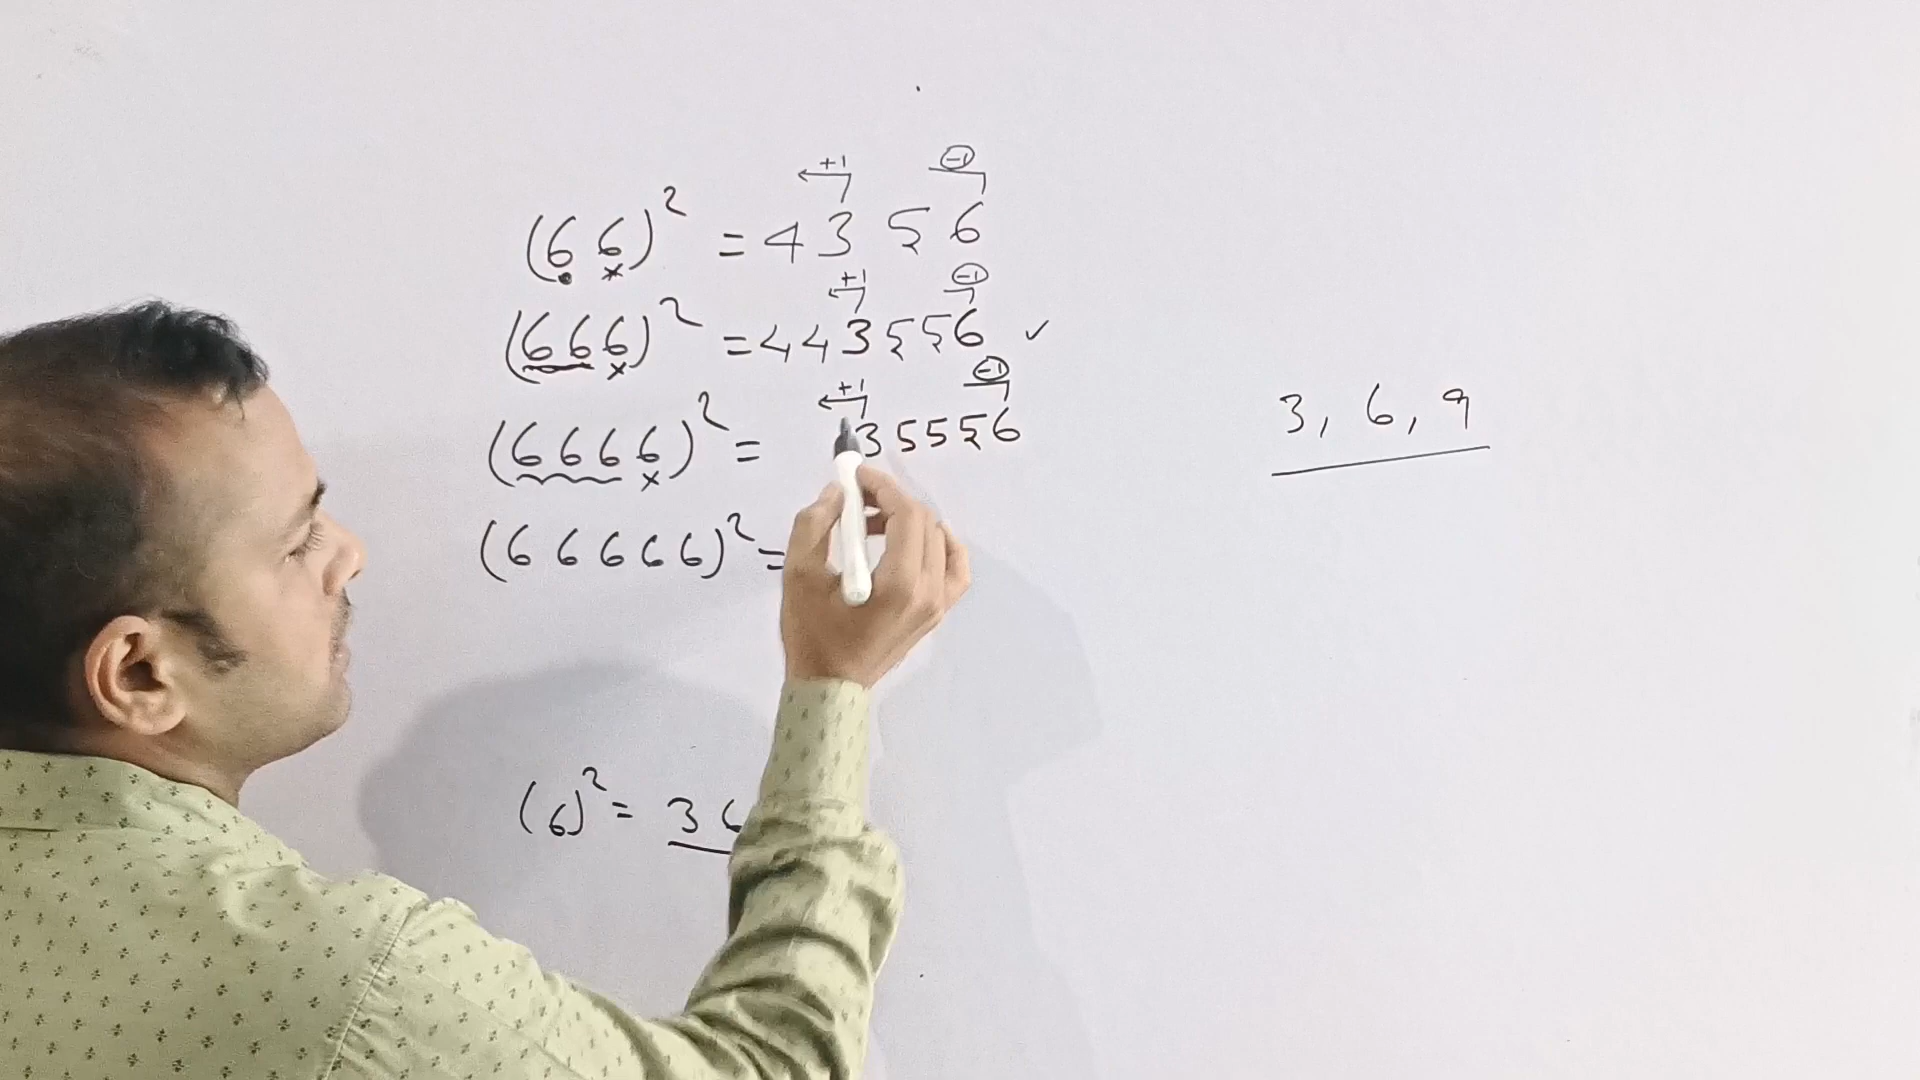 +1 -1
(66)² = 4356
+1 -1
(666)² = 443556 ✓
+1 -1
(6666)² = 35556
3, 6, 9
(66666)² =
(6)² = 36